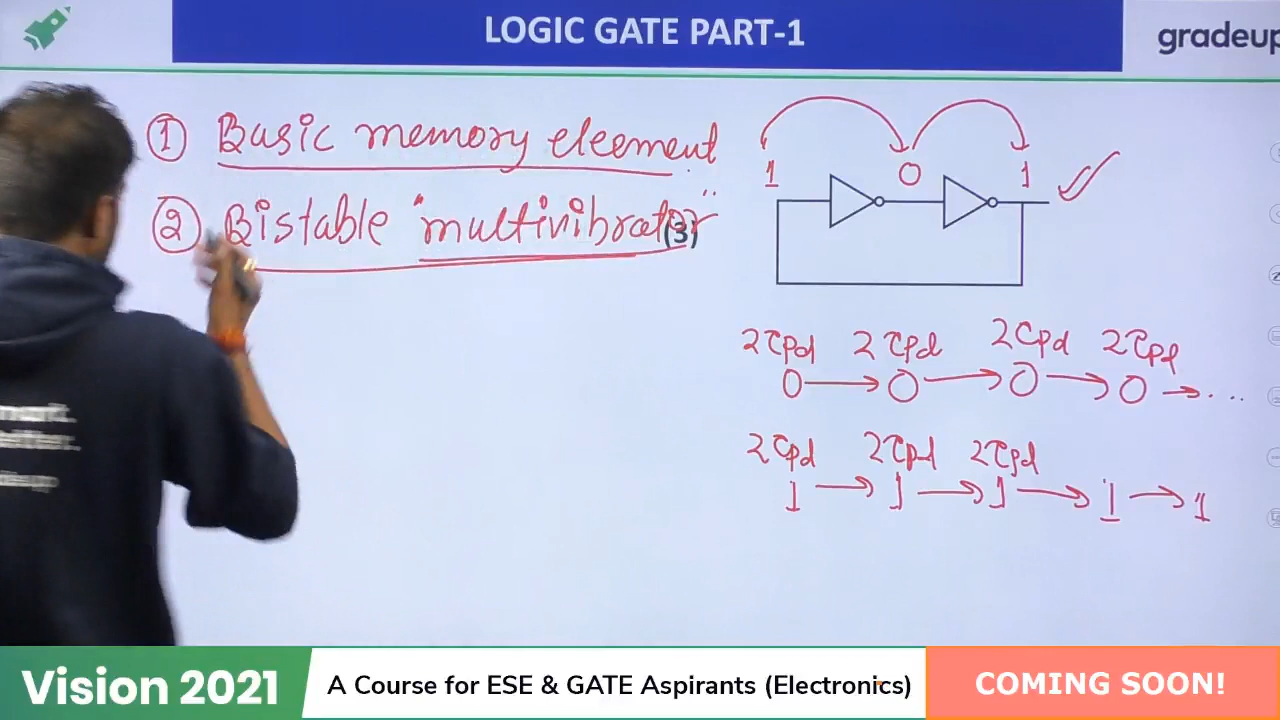 LOGIC GATE PART-1
gradeup
① Basic memory eleement
② Bistable "multivibrator"
(3)
1 0 1
2τpd 2τpd 2τpd 2τpd
0 → 0 → 0 → 0 → ...
2τpd 2τpd 2τpd
1 → 1 → 1 → 1 → 1
Vision 2021
A Course for ESE & GATE Aspirants (Electronics)
COMING SOON!